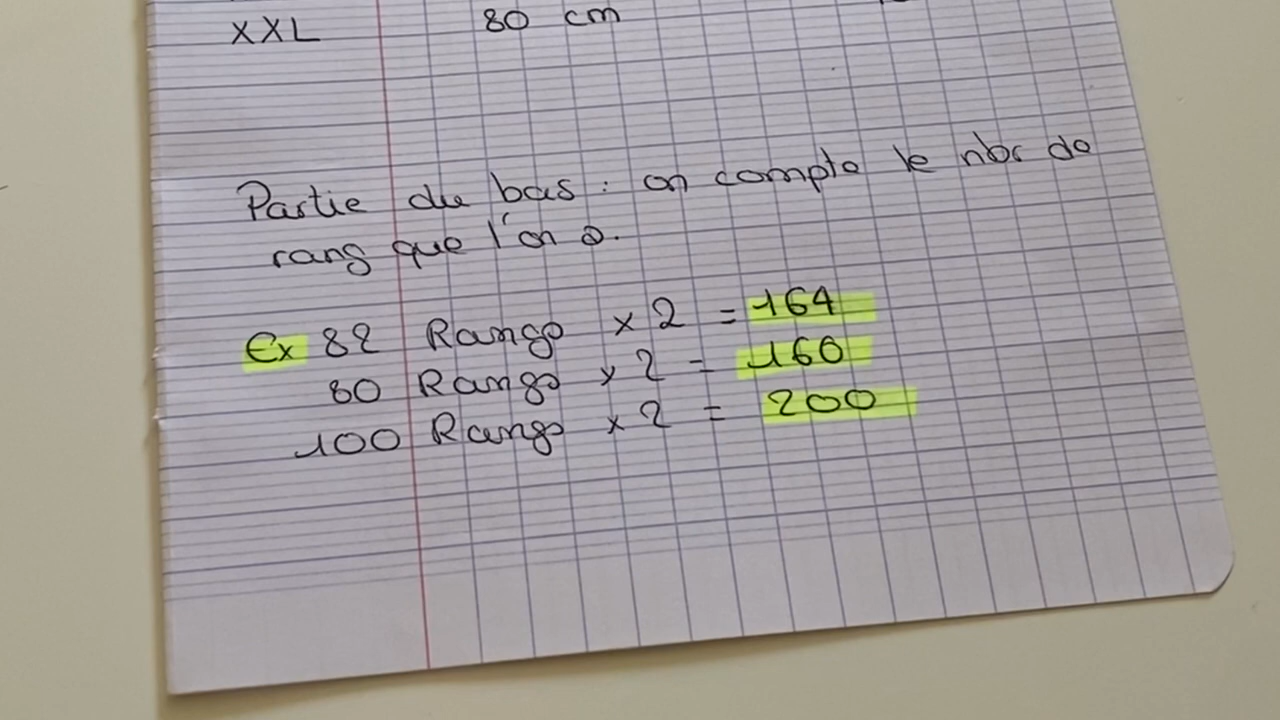 XXL 80 cm
Partie du bas : on compte le nbr de
rang que l'on a.
Ex 82 Rangs x 2 = 164
80 Rangs x 2 = 160
100 Rangs x 2 = 200